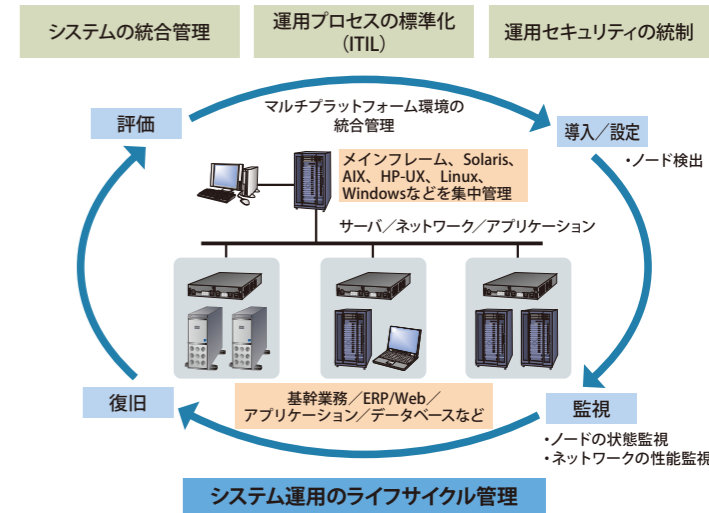 システムの統合管理
運用プロセスの標準化
（ITIL）
運用セキュリティの統制
評価
マルチプラットフォーム環境の
統合管理
導入／設定
・ノード検出
メインフレーム、Solaris、
AIX、HP-UX、Linux、
Windowsなどを集中管理
サーバ／ネットワーク／アプリケーション
復旧
基幹業務／ERP/Web／
アプリケーション／データベースなど
監視
・ノードの状態監視
・ネットワークの性能監視
システム運用のライフサイクル管理